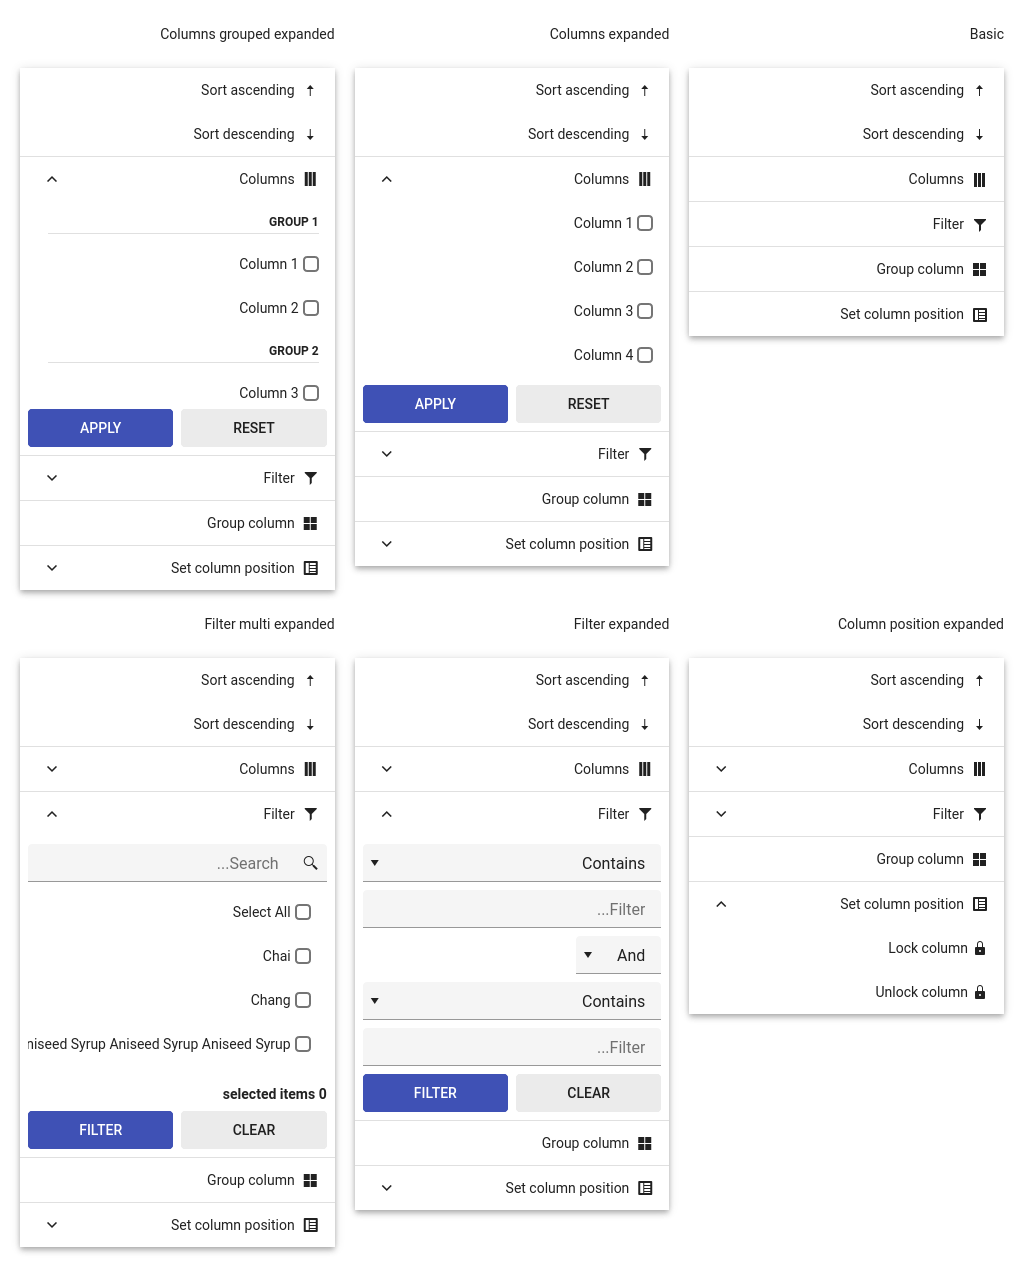 Columns grouped expanded
Sort ascending
Sort descending
Columns
GROUP 1
Column 1
Column 2
GROUP 2
Column 3
APPLY RESET
Filter
Group column
Set column position
Columns expanded
Sort ascending
Sort descending
Columns
Column 1
Column 2
Column 3
Column 4
APPLY RESET
Filter
Group column
Set column position
Basic
Sort ascending
Sort descending
Columns
Filter
Group column
Set column position
Filter multi expanded
Sort ascending
Sort descending
Columns
Filter
...Search
Select All
Chai
Chang
niseed Syrup Aniseed Syrup Aniseed Syrup
selected items 0
FILTER CLEAR
Group column
Set column position
Filter expanded
Sort ascending
Sort descending
Columns
Filter
Contains
...Filter
And
Contains
...Filter
FILTER CLEAR
Group column
Set column position
Column position expanded
Sort ascending
Sort descending
Columns
Filter
Group column
Set column position
Lock column
Unlock column